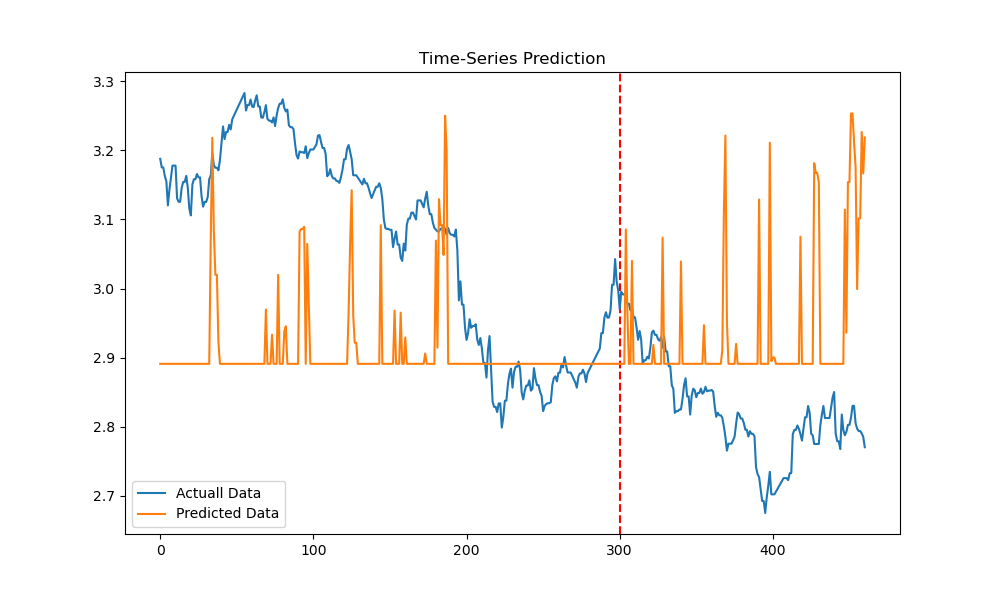 Time-Series Prediction
3.3
3.2
3.1
3.0
2.9
2.8
2.7
Actuall Data
Predicted Data
0 100 200 300 400